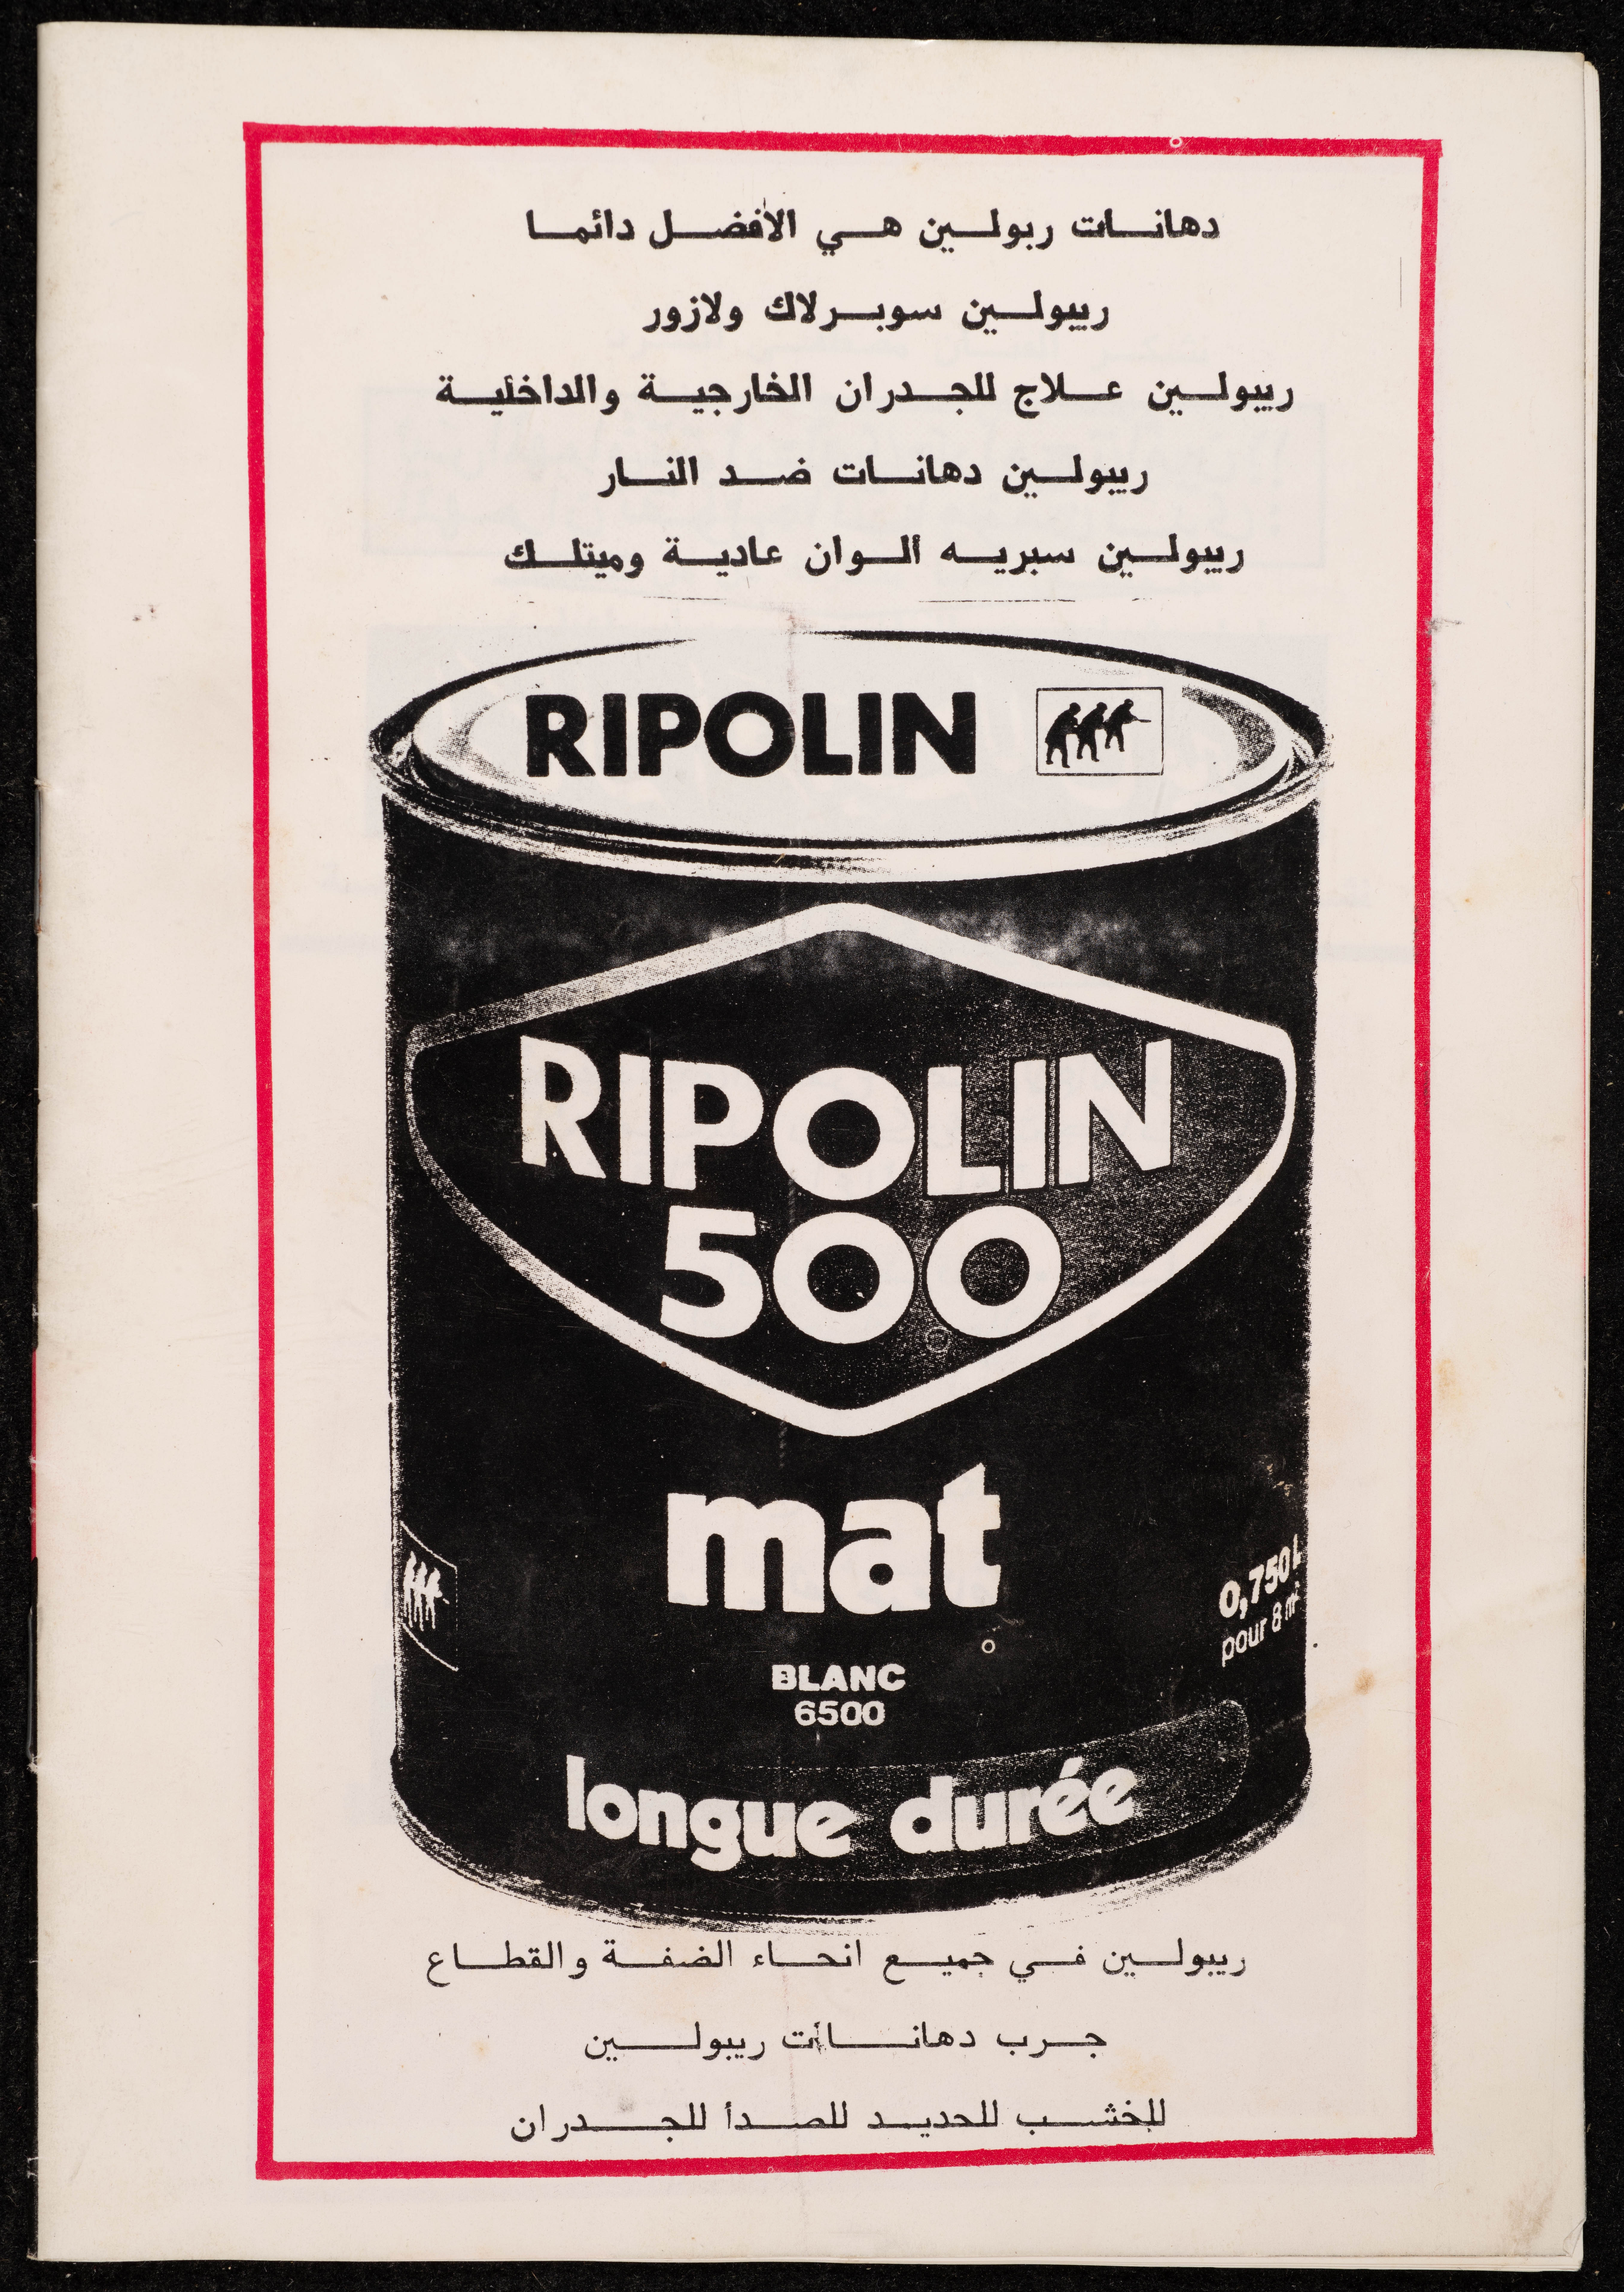 دهانات ربولين هي الأفضل دائما
ريبولين سوبرلاك ولازور
ريبولين علاج للجدران الخارجية والداخلية
ريبولين دهانات ضد النار
ريبولين سبريه ألوان عادية وميتلك
RIPOLIN
RIPOLIN
500
mat
0,750 L
pour 8 m²
BLANC
6500
longue durée
ريبولين في جميع انحاء الضفة والقطاع
جرب دهانات ريبولين
للخشب للحديد للصدأ للجدران